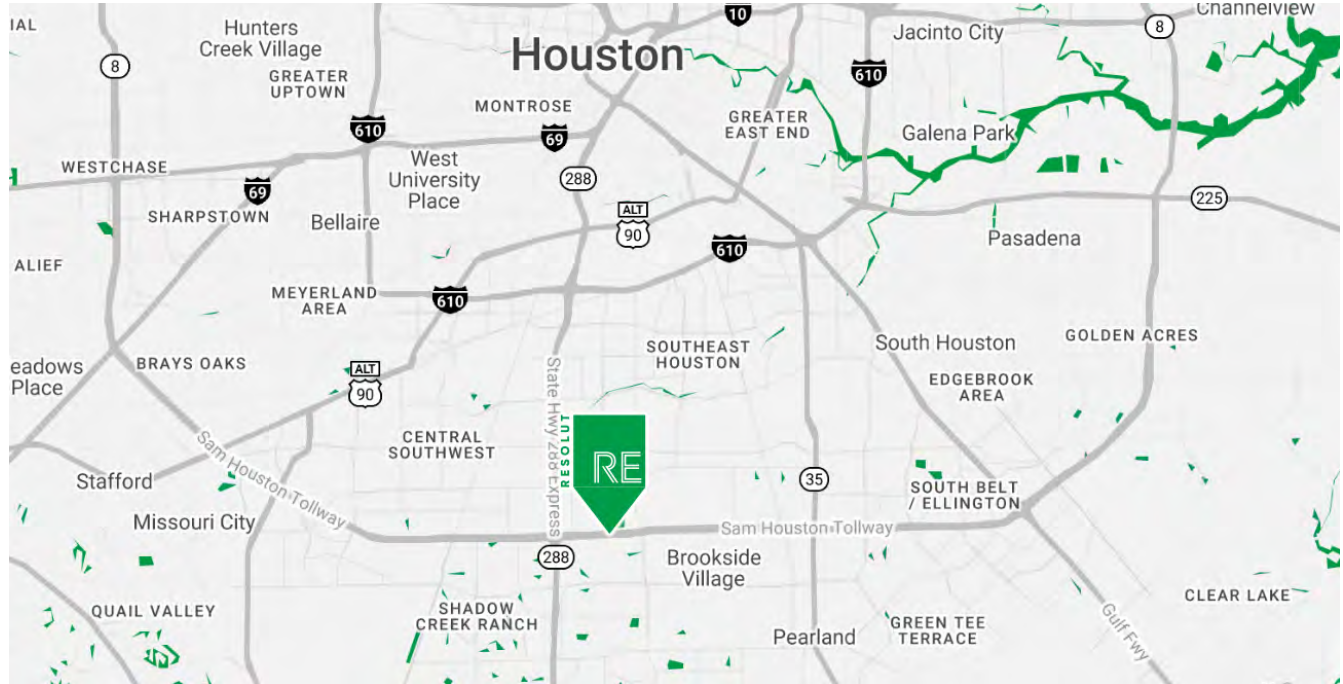 10
Channelview
IAL
Hunters
Creek Village
Jacinto City
8
8
Houston
610
GREATER
UPTOWN
MONTROSE
GREATER
EAST END
610
69
Galena Park
WESTCHASE
West
University
Place
288
69
225
SHARPSTOWN
Bellaire
ALT
90
Pasadena
610
ALIEF
MEYERLAND
AREA
610
GOLDEN ACRES
SOUTHEAST
HOUSTON
South Houston
eadows
Place
BRAYS OAKS
ALT
90
EDGEBROOK
AREA
State Hwy 288 Express
RESOLUT
RE
CENTRAL
SOUTHWEST
Sam Houston Tollway
Stafford
35
SOUTH BELT
/ ELLINGTON
Missouri City
Sam Houston Tollway
288
Brookside
Village
QUAIL VALLEY
SHADOW
CREEK RANCH
CLEAR LAKE
Pearland
GREEN TEE
TERRACE
Gulf Fwy